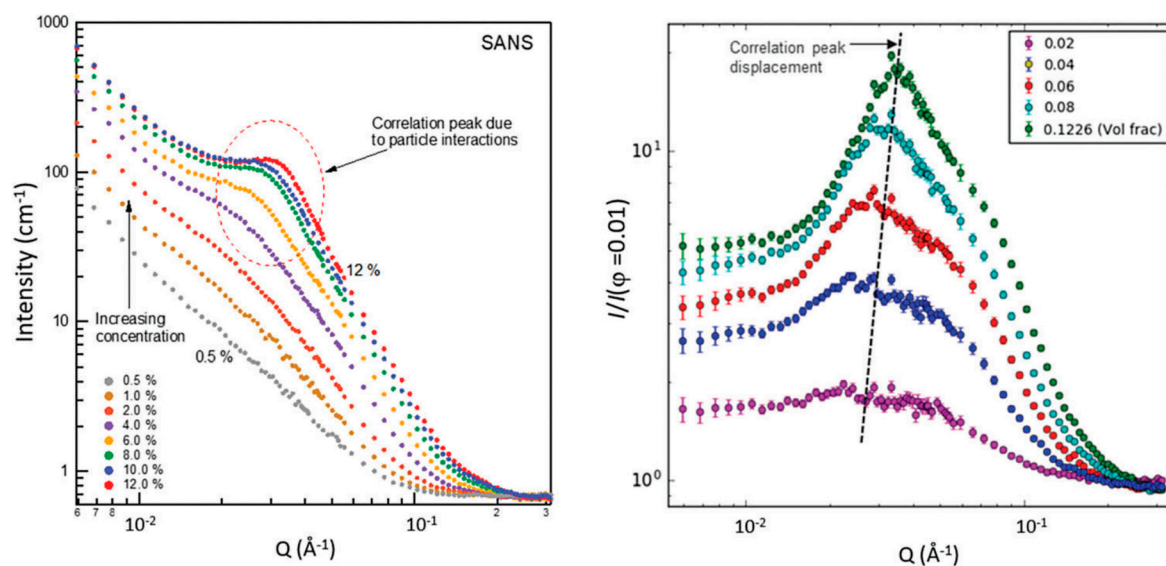 SANS
1000
100
10
1
Intensity (cm⁻¹)
Correlation peak due
to particle interactions
12 %
Increasing
concentration
0.5 %
0.5 %
1.0 %
2.0 %
4.0 %
6.0 %
8.0 %
10.0 %
12.0 %
6 7 8 2 3
10⁻² 10⁻¹
Q (Å⁻¹)
Correlation peak
displacement
0.02
0.04
0.06
0.08
0.1226 (Vol frac)
10¹
10⁰
I/I(φ =0.01)
10⁻² 10⁻¹
Q (Å⁻¹)